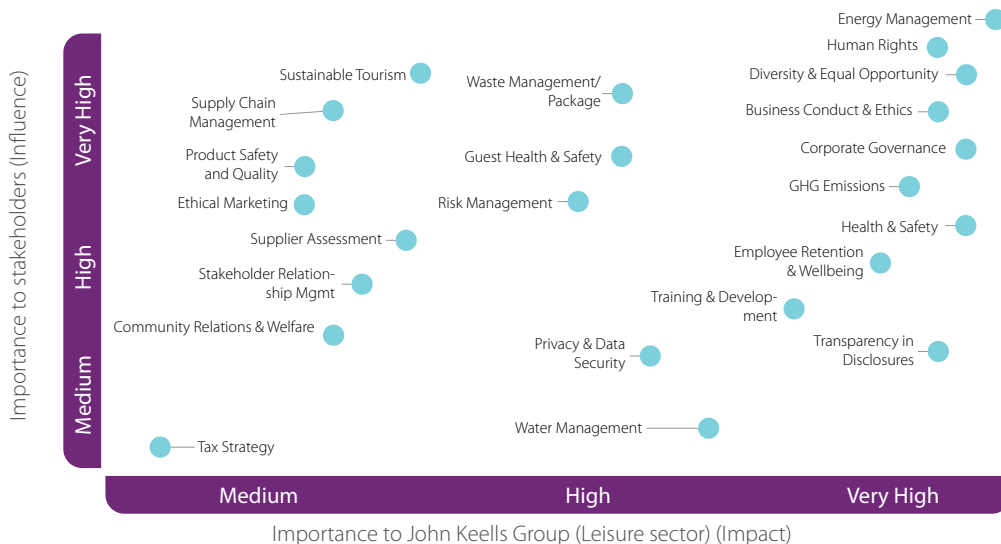 Energy Management
Human Rights
Sustainable Tourism
Waste Management/
Package
Diversity & Equal Opportunity
Supply Chain
Management
Business Conduct & Ethics
Product Safety
and Quality
Guest Health & Safety
Corporate Governance
GHG Emissions
Ethical Marketing
Risk Management
Health & Safety
Supplier Assessment
Employee Retention
& Wellbeing
Stakeholder Relation-
ship Mgmt
Training & Develop-
ment
Community Relations & Welfare
Privacy & Data
Security
Transparency in
Disclosures
Water Management
Tax Strategy
Importance to stakeholders (Influence)
Very High
High
Medium
Medium
High
Very High
Importance to John Keells Group (Leisure sector) (Impact)